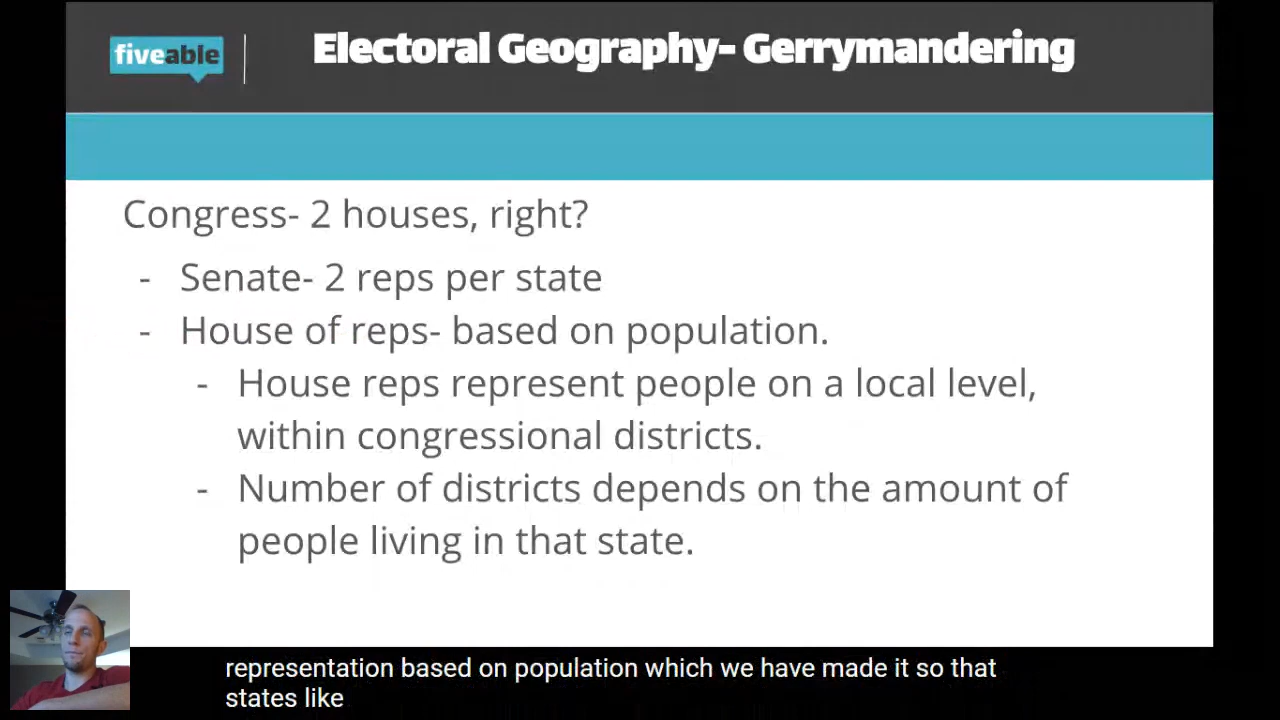 fiveable
Electoral Geography- Gerrymandering
Congress- 2 houses, right?
- Senate- 2 reps per state
- House of reps- based on population.
- House reps represent people on a local level,
within congressional districts.
- Number of districts depends on the amount of
people living in that state.
representation based on population which we have made it so that
states like